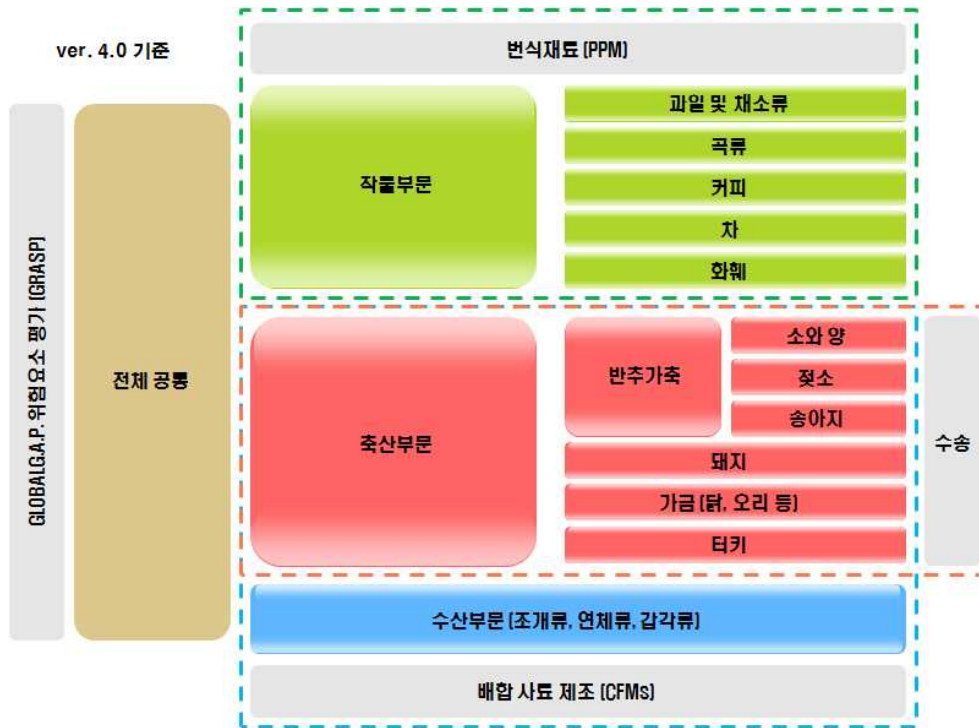 ver. 4.0 기준
번식재료 (PPM)
GLOBALG.A.P. 위험요소 평가 (GRASP)
전체 공통
작물부문
과일 및 채소류
곡류
커피
차
화훼
축산부문
반추가축
소와 양
젖소
송아지
돼지
가금 (닭, 오리 등)
터키
수송
수산부문 (조개류, 연체류, 갑각류)
배합 사료 제조 (CFMs)